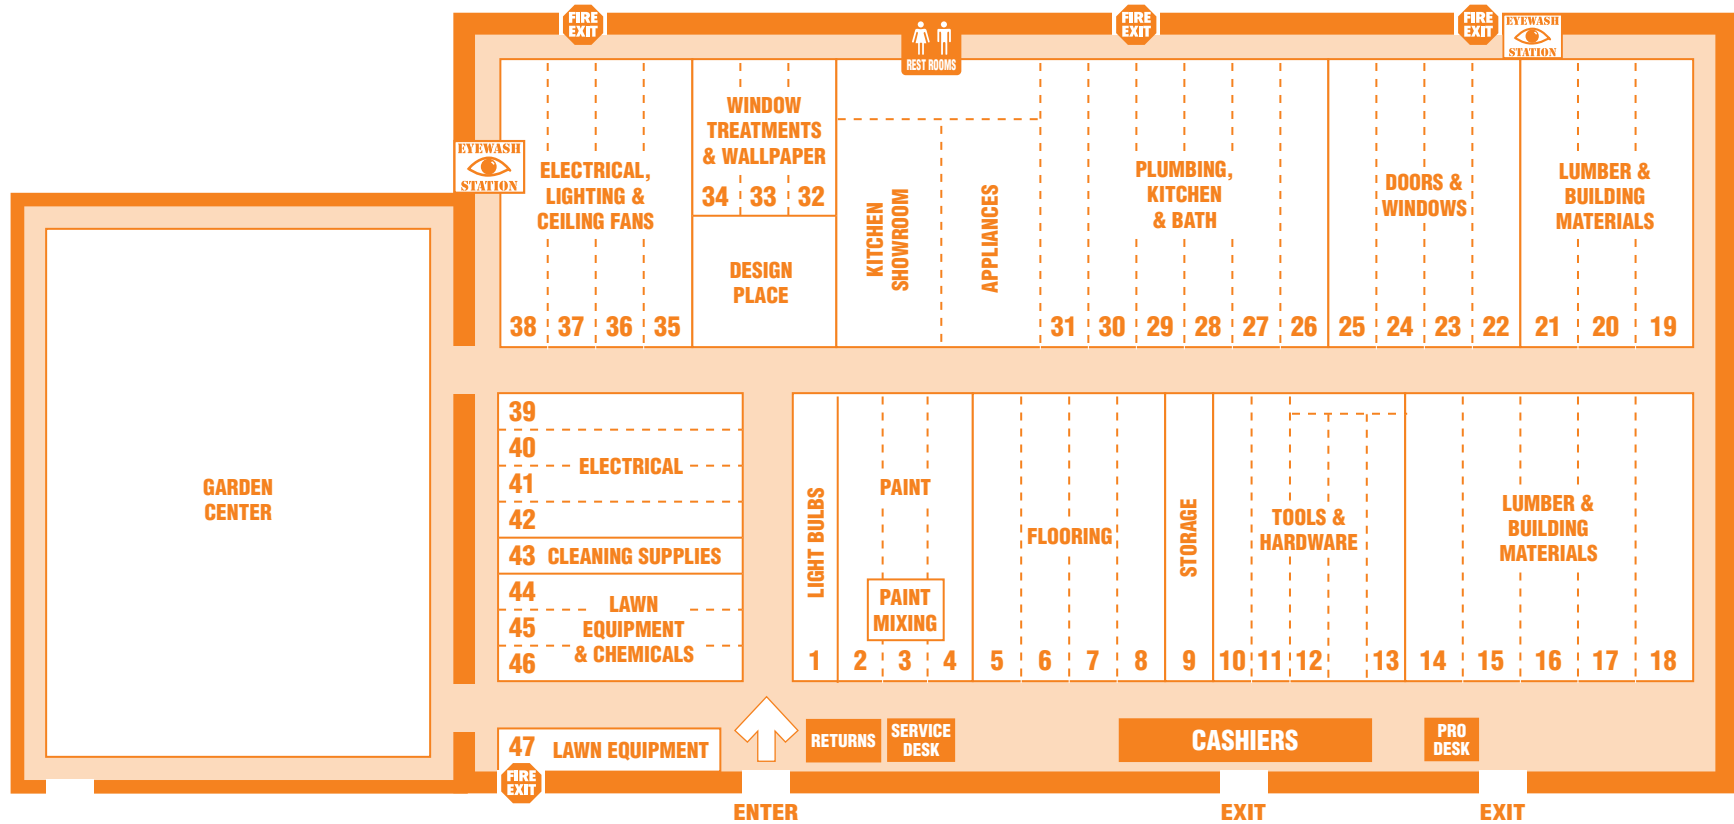 FIRE
EXIT
FIRE
EXIT
FIRE
EXIT
EYEWASH
STATION
REST ROOMS
EYEWASH
STATION
ELECTRICAL,
LIGHTING &
CEILING FANS
38 37 36 35
WINDOW
TREATMENTS
& WALLPAPER
34 33 32
DESIGN
PLACE
KITCHEN
SHOWROOM
APPLIANCES
PLUMBING,
KITCHEN
& BATH
31 30 29 28 27 26
DOORS &
WINDOWS
25 24 23 22
LUMBER &
BUILDING
MATERIALS
21 20 19
GARDEN
CENTER
39
40
ELECTRICAL
41
42
43 CLEANING SUPPLIES
44
LAWN
45 EQUIPMENT
46 & CHEMICALS
LIGHT BULBS
1
PAINT
PAINT
MIXING
2 3 4
FLOORING
5 6 7 8
STORAGE
9
TOOLS &
HARDWARE
10 11 12 13
LUMBER &
BUILDING
MATERIALS
14 15 16 17 18
47 LAWN EQUIPMENT
FIRE
EXIT
RETURNS
SERVICE
DESK
CASHIERS
PRO
DESK
ENTER
EXIT
EXIT